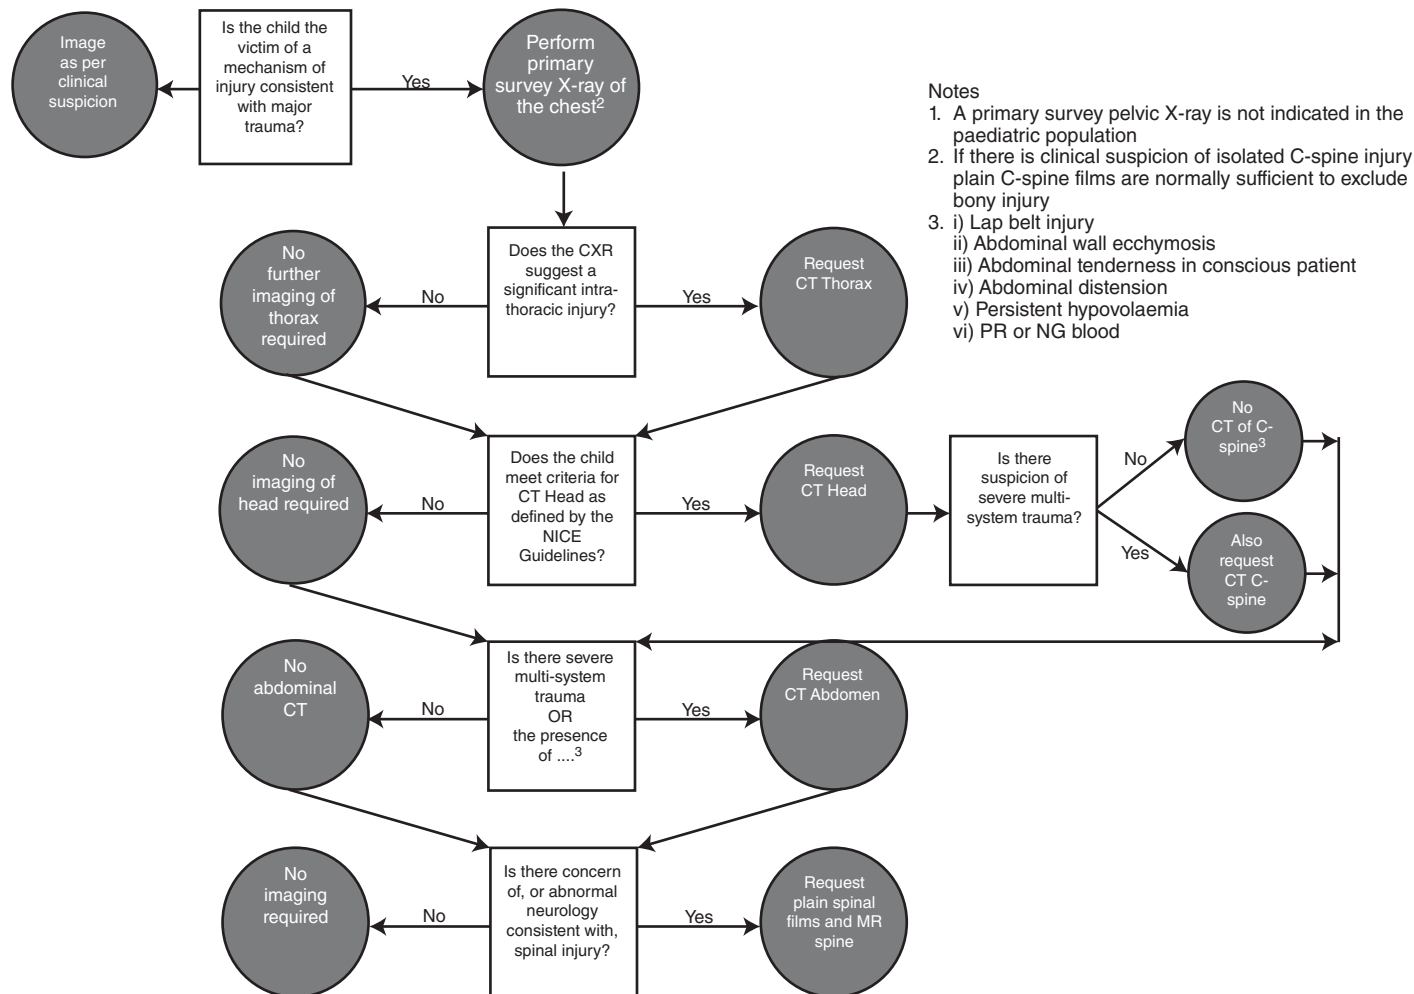 Image
as per
clinical
suspicion
Is the child the
victim of a
mechanism of
injury consistent
with major
trauma?
Yes
Perform
primary
survey X-ray of
the chest2
Notes
1. A primary survey pelvic X-ray is not indicated in the
paediatric population
2. If there is clinical suspicion of isolated C-spine injury
plain C-spine films are normally sufficient to exclude
bony injury
3. i) Lap belt injury
ii) Abdominal wall ecchymosis
iii) Abdominal tenderness in conscious patient
iv) Abdominal distension
v) Persistent hypovolaemia
vi) PR or NG blood
No
further
imaging of
thorax
required
No
Does the CXR
suggest a
significant intra-
thoracic injury?
Yes
Request
CT Thorax
No
imaging
of head required
No
Does the child
meet criteria for
CT Head as
defined by the
NICE
Guidelines?
Yes
Request
CT Head
Is there
suspicion of
severe multi-
system trauma?
No
No
CT of C-
spine3
Yes
Also
request
CT C-
spine
No
abdominal
CT
No
Is there severe
multi-system
trauma
OR
the presence
of ....3
Yes
Request
CT Abdomen
No
imaging
required
No
Is there concern
of, or abnormal
neurology
consistent with,
spinal injury?
Yes
Request
plain spinal
films and MR
spine